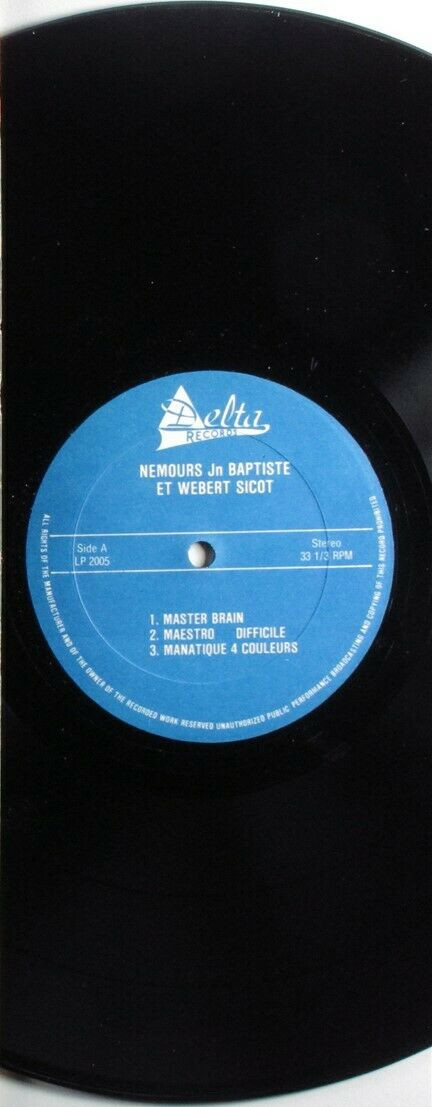 Delta
RECORDS
NEMOURS Jn BAPTISTE
ET WEBERT SICOT
Side A
LP 2005
Stereo
33 1/3 RPM
1. MASTER BRAIN
2. MAESTRO DIFFICILE
3. MANATIQUE 4 COULEURS
ALL RIGHTS OF THE MANUFACTURER AND OF THE OWNER OF THE RECORDED WORK RESERVED UNAUTHORIZED PUBLIC PERFORMANCE BROADCASTING AND COPYING OF THIS RECORD PROHIBITED